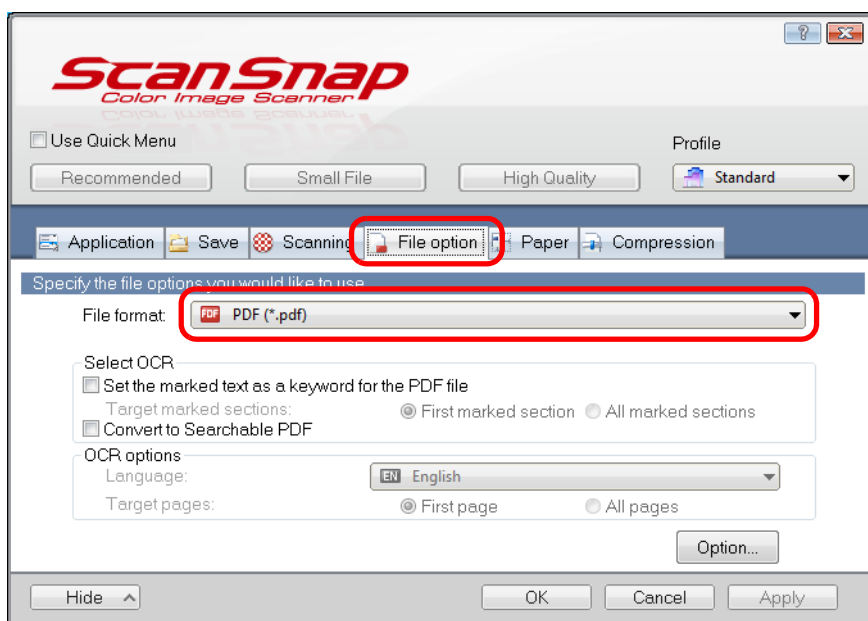 ScanSnap
Color Image Scanner
Use Quick Menu
Profile
Recommended Small File High Quality Standard
Application Save Scanning File option Paper Compression
Specify the file options you would like to use.
File format: PDF PDF (*.pdf)
Select OCR
Set the marked text as a keyword for the PDF file
Target marked sections: First marked section All marked sections
Convert to Searchable PDF
OCR options
Language: EN English
Target pages: First page All pages
Option...
Hide OK Cancel Apply